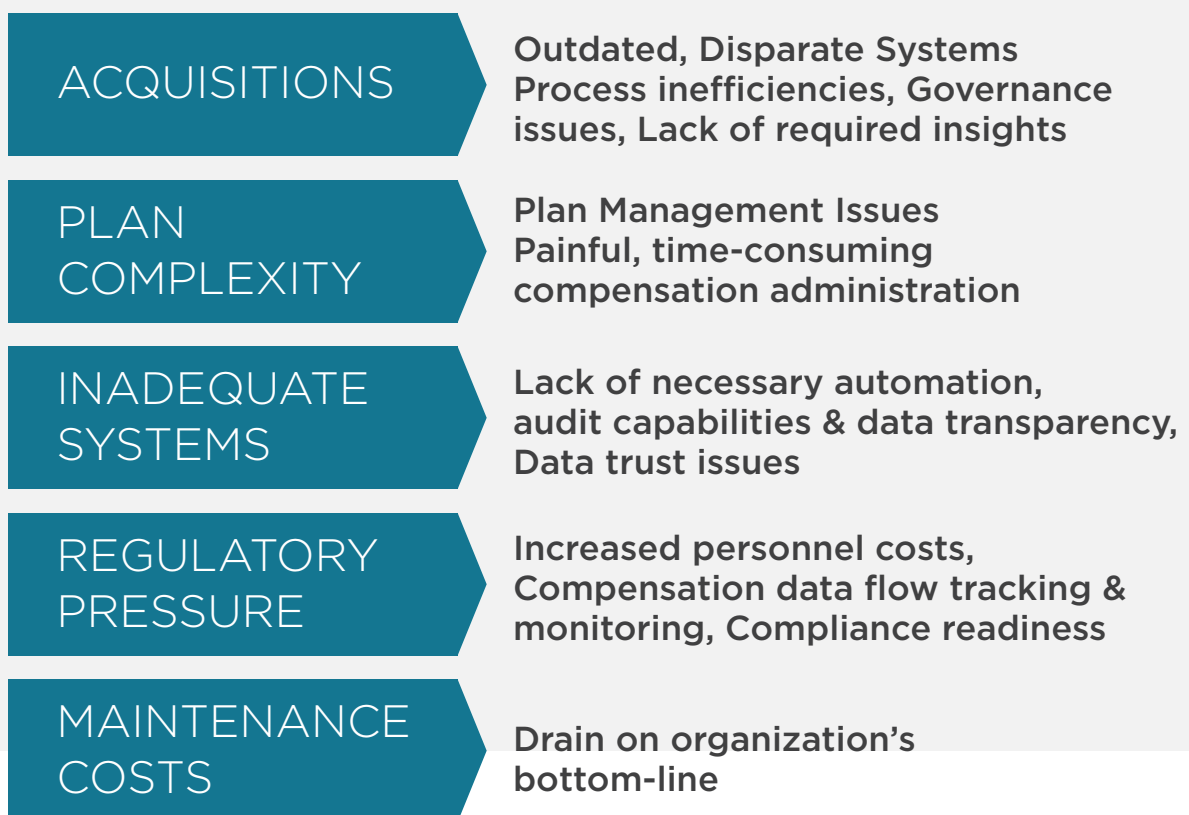 ACQUISITIONS
Outdated, Disparate Systems
Process inefficiencies, Governance
issues, Lack of required insights
PLAN
COMPLEXITY
Plan Management Issues
Painful, time-consuming
compensation administration
INADEQUATE
SYSTEMS
Lack of necessary automation,
audit capabilities & data transparency,
Data trust issues
REGULATORY
PRESSURE
Increased personnel costs,
Compensation data flow tracking &
monitoring, Compliance readiness
MAINTENANCE
COSTS
Drain on organization’s
bottom-line